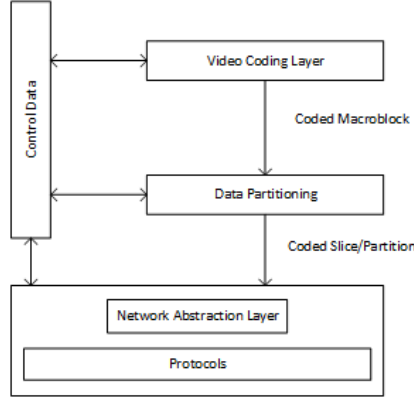 Control Data
Video Coding Layer
Coded Macroblock
Data Partitioning
Coded Slice/Partition
Network Abstraction Layer
Protocols